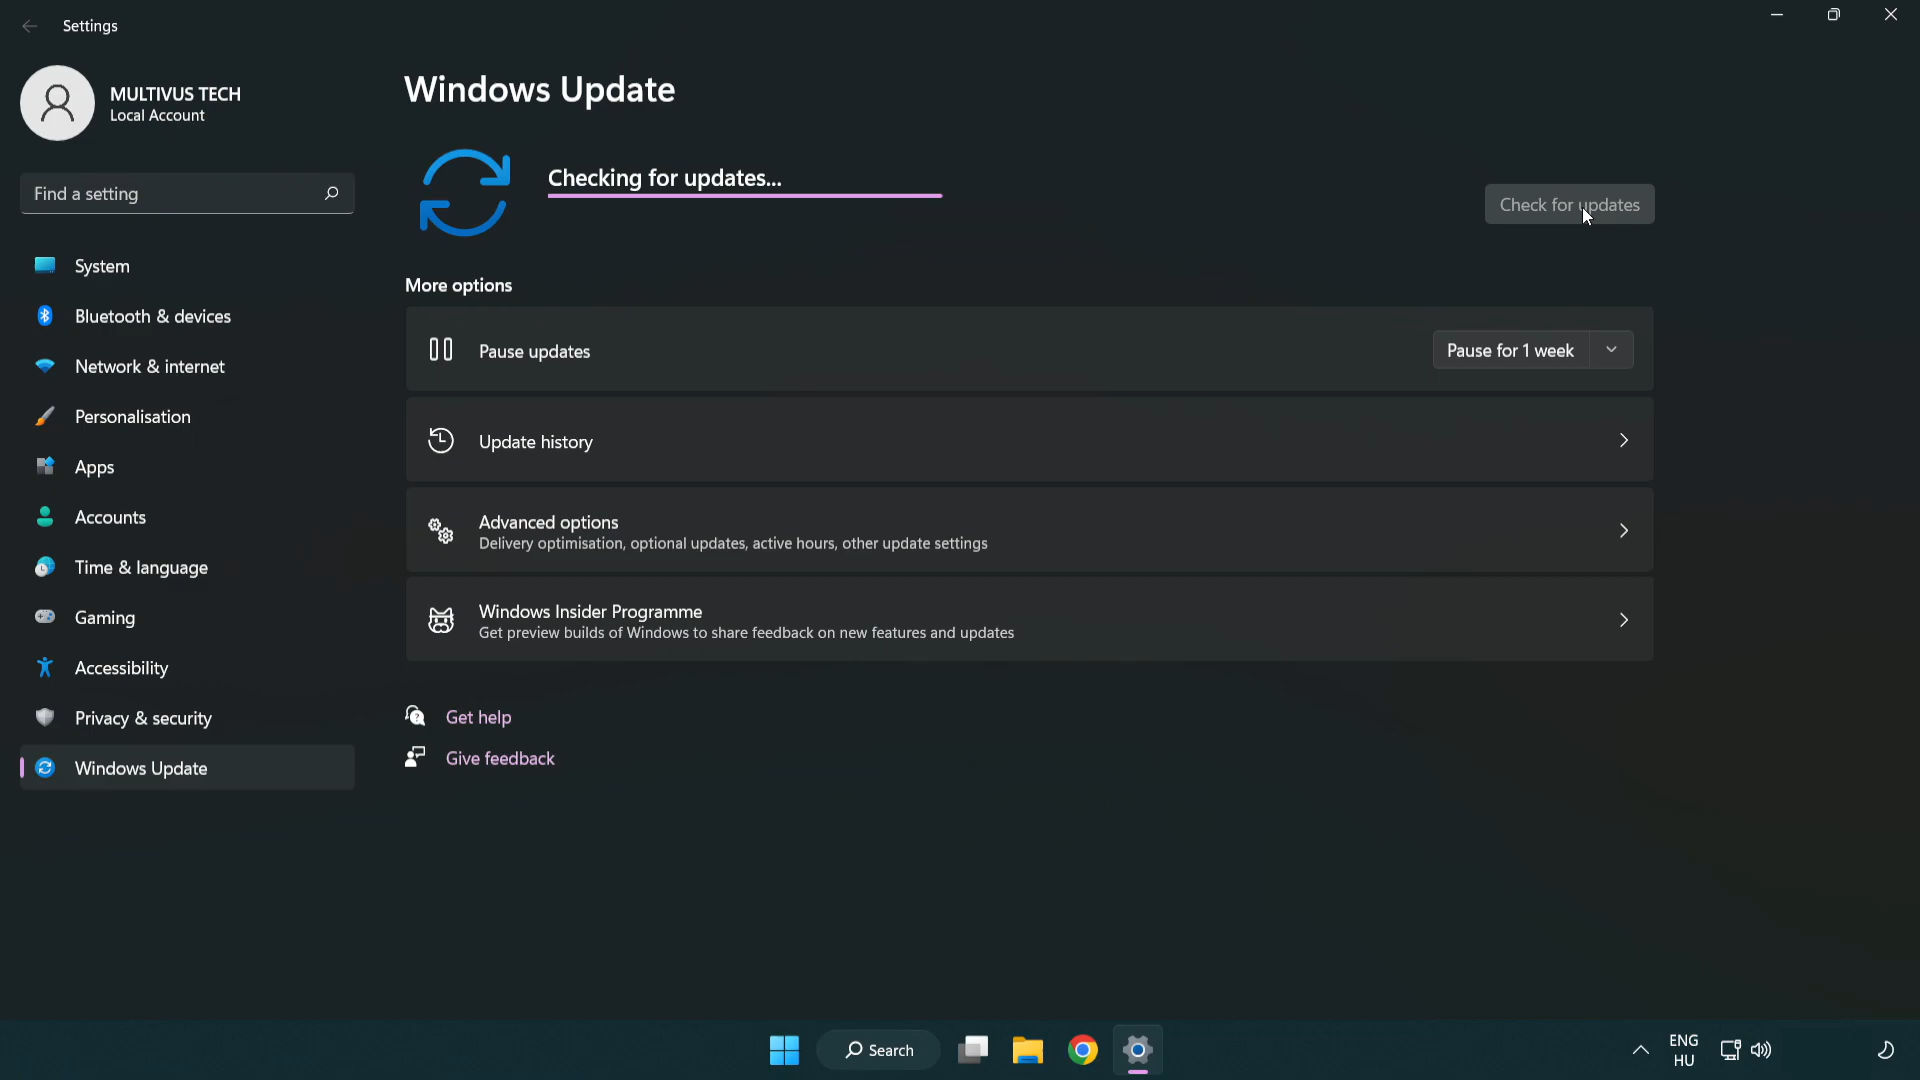 Settings
MULTIVUS TECH
Local Account
Find a setting
System
Bluetooth & devices
Network & internet
Personalisation
Apps
Accounts
Time & language
Gaming
Accessibility
Privacy & security
Windows Update
Windows Update
Checking for updates...
Check for updates
More options
Pause updates
Pause for 1 week
Update history
Advanced options
Delivery optimisation, optional updates, active hours, other update settings
Windows Insider Programme
Get preview builds of Windows to share feedback on new features and updates
Get help
Give feedback
Search
ENG
HU